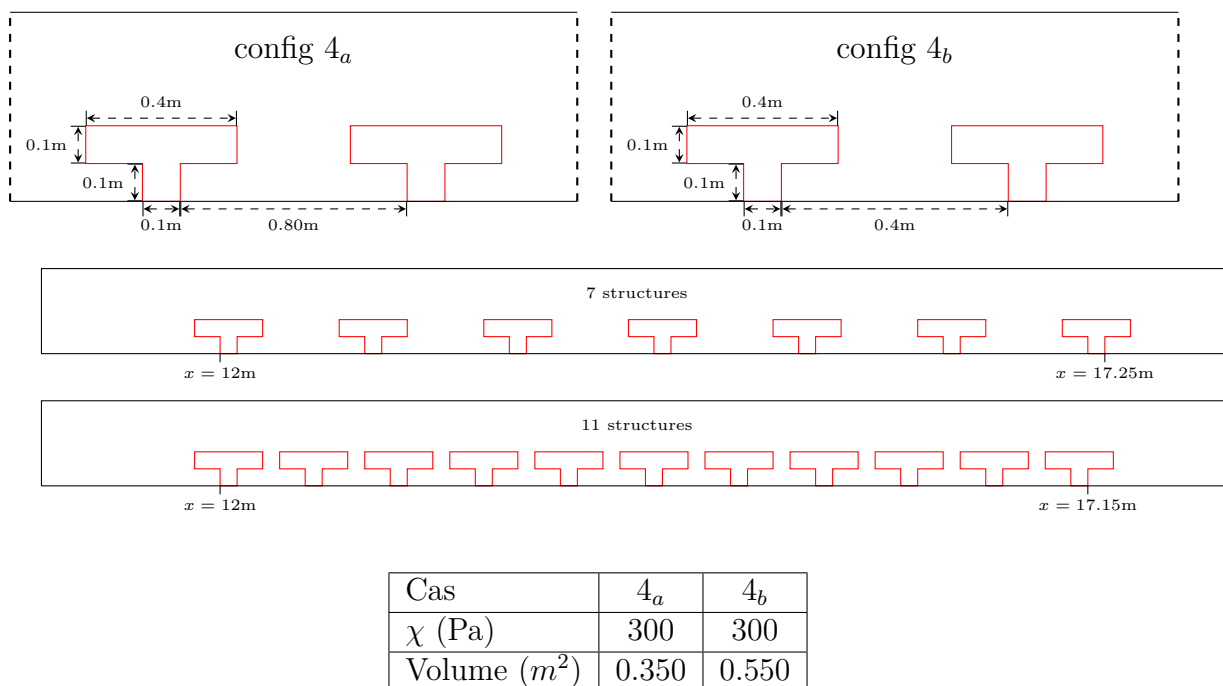 config 4a
config 4b
0.4m
0.4m
0.1m
0.1m
0.1m
0.1m
0.1m
0.80m
0.1m
0.4m
7 structures
x = 12m
x = 17.25m
11 structures
x = 12m
x = 17.15m
Cas 4a 4b
χ (Pa) 300 300
Volume (m²) 0.350 0.550